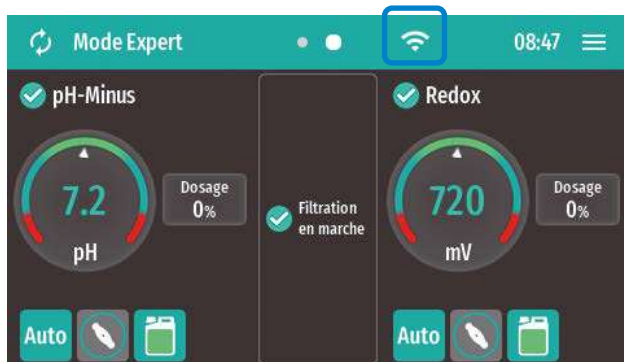 Mode Expert
08:47
pH-Minus
7.2
pH
Dosage
0%
Auto
Filtration
en marche
Redox
720
mV
Dosage
0%
Auto